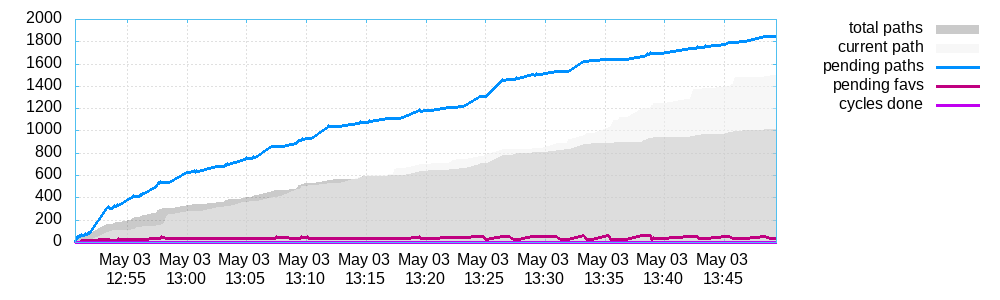 2000
1800
1600
1400
1200
1000
800
600
400
200
0
May 03 May 03 May 03 May 03 May 03 May 03 May 03 May 03 May 03 May 03 May 03
12:55 13:00 13:05 13:10 13:15 13:20 13:25 13:30 13:35 13:40 13:45
total paths
current path
pending paths
pending favs
cycles done